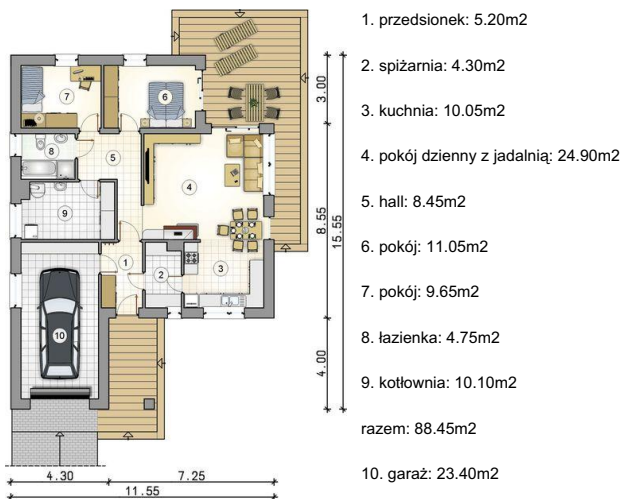 1. przedsionek: 5.20m2
2. spiżarnia: 4.30m2
3. kuchnia: 10.05m2
4. pokój dzienny z jadalnią: 24.90m2
5. hall: 8.45m2
6. pokój: 11.05m2
7. pokój: 9.65m2
8. łazienka: 4.75m2
9. kotłownia: 10.10m2
razem: 88.45m2
10. garaż: 23.40m2
7
6
8
5
4
9
1
2
3
10
3.00
8.55
15.55
4.00
4.30
7.25
11.55